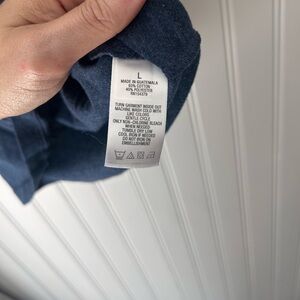 L
MADE IN GUATEMALA
60% COTTON
40% POLYESTER
TURN GARMENT INSIDE OUT
MACHINE WASH COLD WITH
LIKE COLORS
GENTLE CYCLE
ONLY NON-CHLORINE BLEACH
WHEN NEEDED
TUMBLE DRY LOW
COOL IRON IF NEEDED
DO NOT IRON ON
EMBELLISHMENT